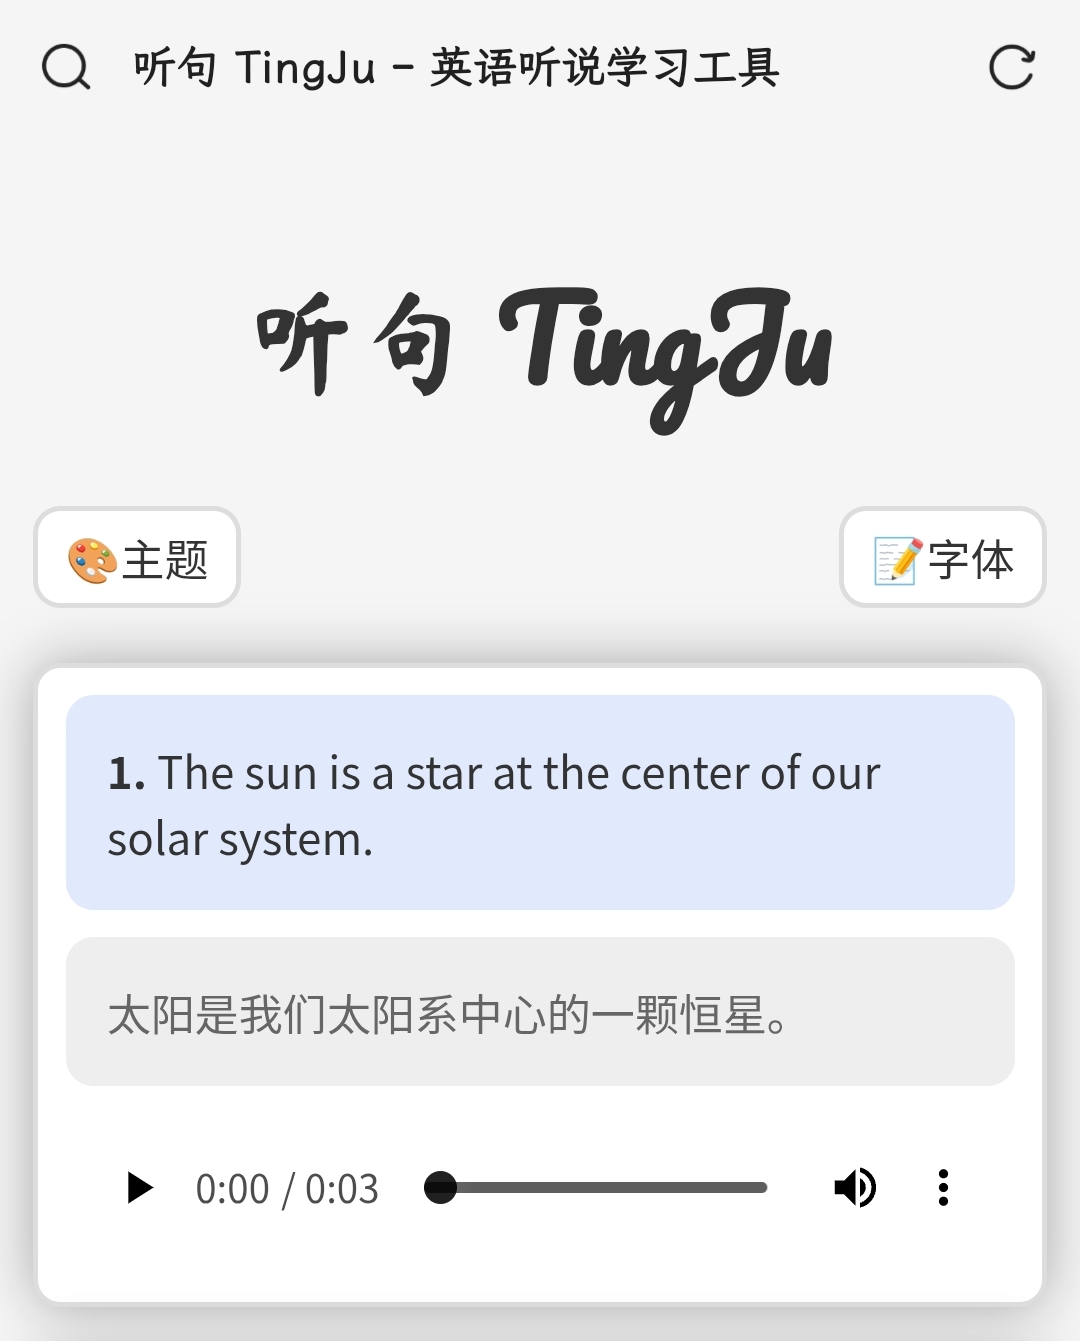 听句 TingJu - 英语听说学习工具
听句 TingJu
主题
字体
1. The sun is a star at the center of our
solar system.
太阳是我们太阳系中心的一颗恒星。
0:00 / 0:03